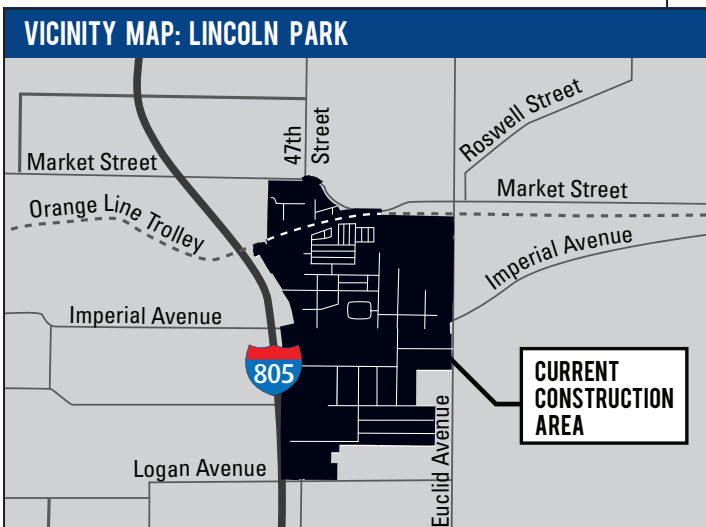 VICINITY MAP: LINCOLN PARK
Roswell Street
47th
Street
Market Street
Market Street
Orange Line Trolley
Imperial Avenue
Imperial Avenue
805
CURRENT
CONSTRUCTION
AREA
Euclid Avenue
Logan Avenue